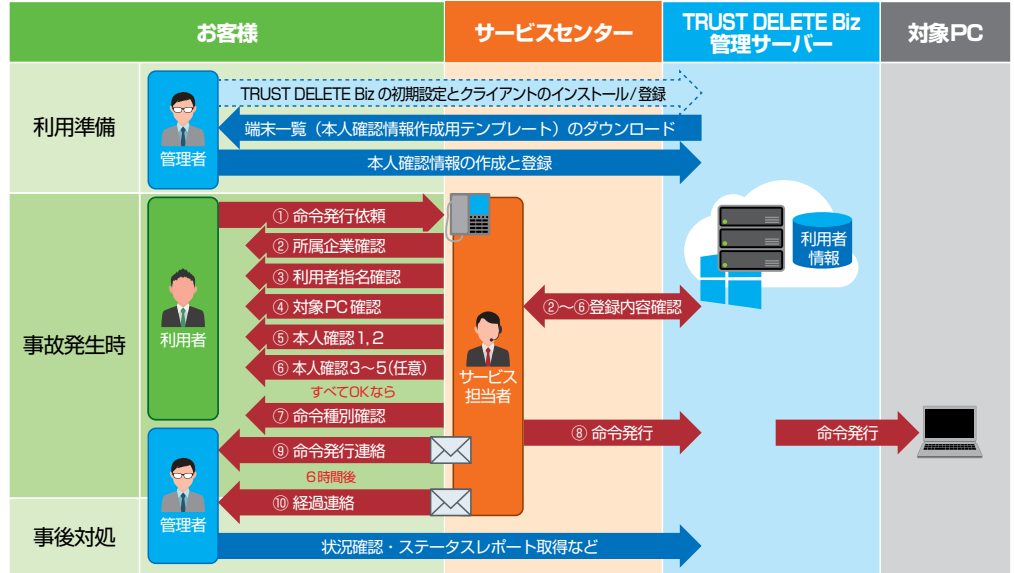 お客様
サービスセンター
TRUST DELETE Biz
管理サーバー
対象PC
利用準備
管理者
TRUST DELETE Biz の初期設定とクライアントのインストール/登録
端末一覧（本人確認情報作成用テンプレート）のダウンロード
本人確認情報の作成と登録
事故発生時
利用者
① 命令発行依頼
② 所属企業確認
③ 利用者指名確認
④ 対象PC確認
⑤ 本人確認1，2
⑥ 本人確認3～5(任意)
すべてOKなら
⑦ 命令種別確認
サービス
担当者
②～⑥登録内容確認
利用者
情報
⑧ 命令発行
命令発行
⑨ 命令発行連絡
6時間後
⑩ 経過連絡
管理者
事後対処
状況確認・ステータスレポート取得など